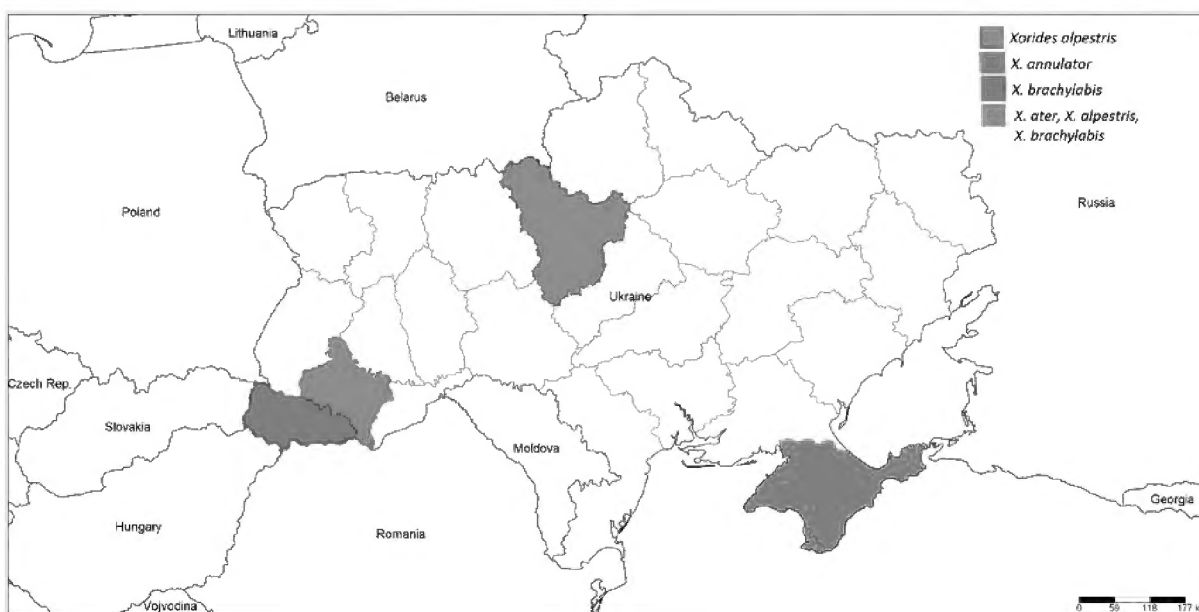 Lithuania
Xorides alpestris
X. annulator
Belarus
X. brachylabis
X. ater, X. alpestris,
X. brachylabis
Poland
Russia
Ukraine
Czech Rep.
Slovakia
Moldova
Hungary
Romania
Georgia
Vojvodina
0 59 118 177 k